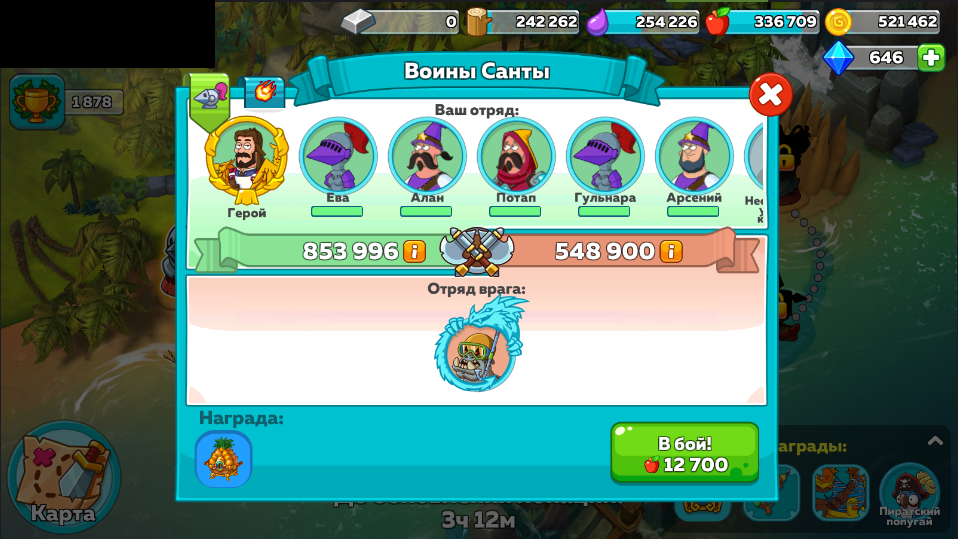 0
242 262
254 226
336 709
521 462
646
1 878
Воины Санты
Ваш отряд:
Герой
Ева
Алан
Потап
Гульнара
Арсений
853 996
548 900
Отряд врага:
Награда:
В бой!
12 700
аграды:
Карта
3ч 12м
Пиратский
попугай